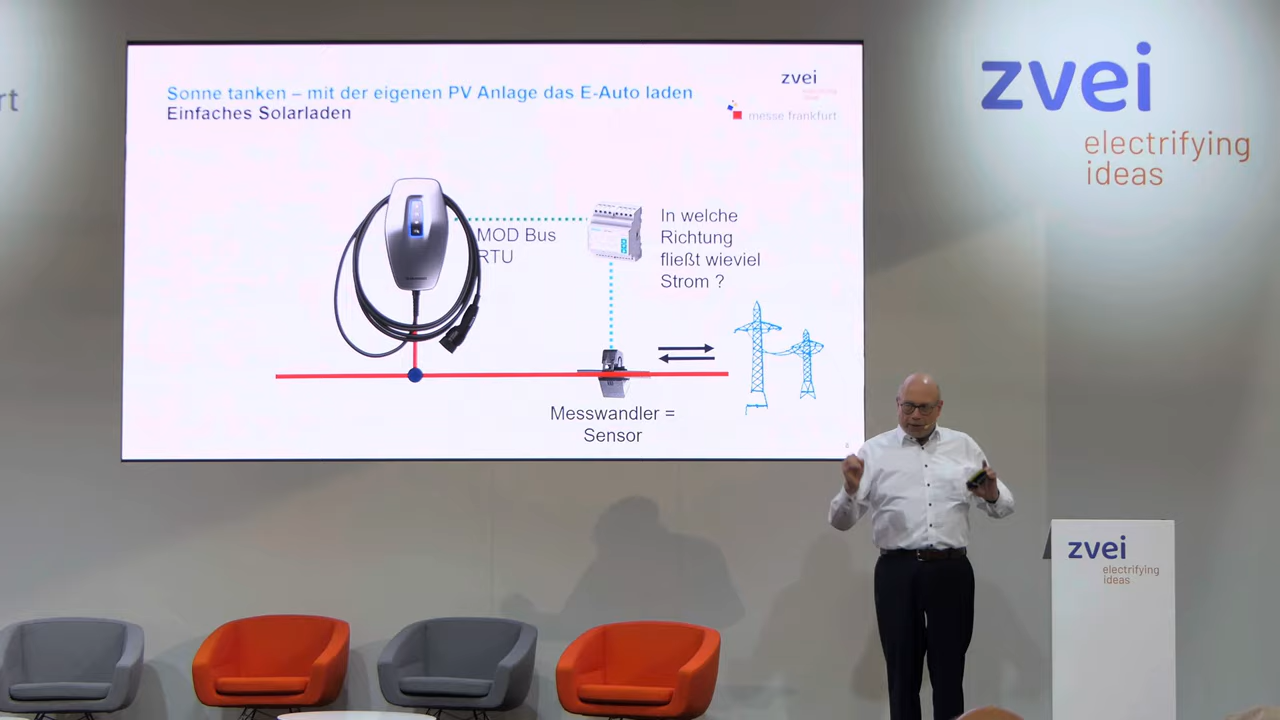 rt
Sonne tanken – mit der eigenen PV Anlage das E-Auto laden
Einfaches Solarladen
zvei
messe frankfurt
MOD Bus
RTU
In welche
Richtung
fließt wieviel
Strom ?
Messwandler =
Sensor
zvei
electrifying
ideas
zvei
electrifying
ideas